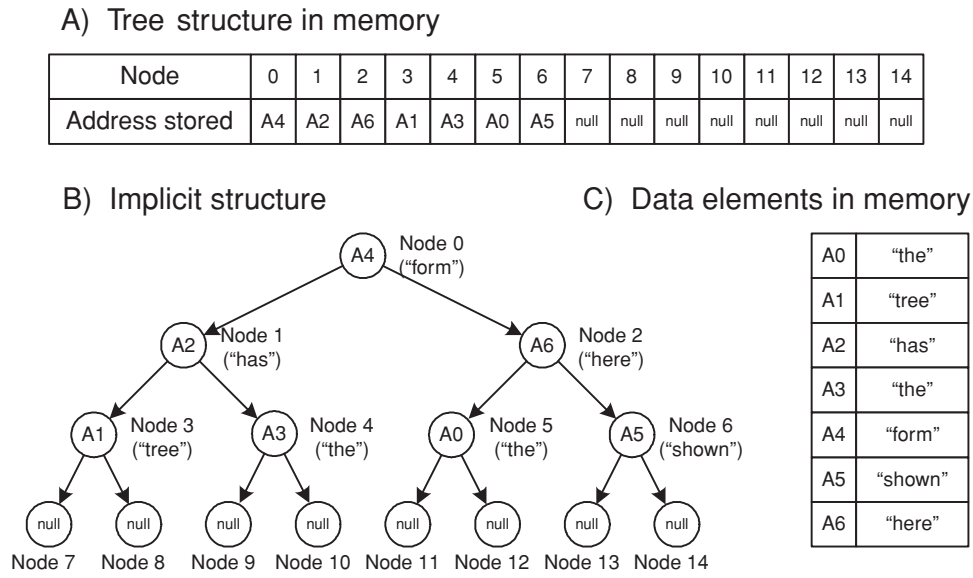 A) Tree structure in memory
Node 0 1 2 3 4 5 6 7 8 9 10 11 12 13 14
Address stored A4 A2 A6 A1 A3 A0 A5 null null null null null null null null
B) Implicit structure
A4
Node 0
(“form”)
A2
Node 1
(“has”)
A6
Node 2
(“here”)
A1
Node 3
(“tree”)
A3
Node 4
(“the”)
A0
Node 5
(“the”)
A5
Node 6
(“shown”)
null null null null null null null null
Node 7 Node 8 Node 9 Node 10 Node 11 Node 12 Node 13 Node 14
C) Data elements in memory
A0 “the”
A1 “tree”
A2 “has”
A3 “the”
A4 “form”
A5 “shown”
A6 “here”